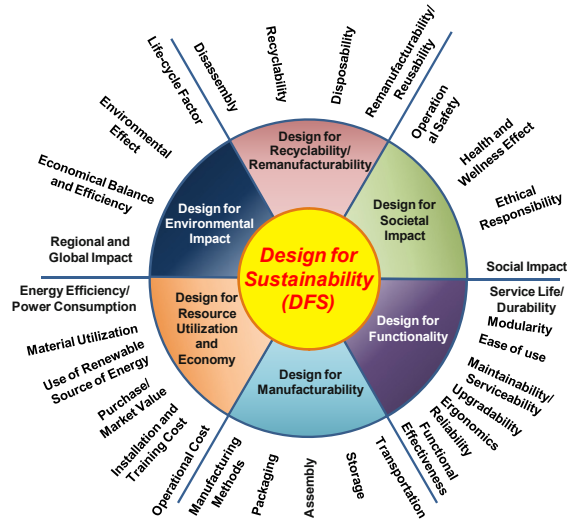 Design for
Sustainability
(DFS)
Design for
Recyclability/
Remanufacturability
Disassembly
Recyclability
Disposability
Remanufacturability/
Reusability
Design for
Societal
Impact
Operation
al Safety
Health and
Wellness Effect
Ethical
Responsibility
Social Impact
Design for
Functionality
Service Life/
Durability
Modularity
Ease of use
Maintainability/
Serviceability
Upgradability
Ergonomics
Reliability
Functional
Effectiveness
Design for
Manufacturability
Transportation
Storage
Assembly
Packaging
Manufacturing
Methods
Design for
Resource
Utilization
and
Economy
Operational Cost
Installation and
Training Cost
Purchase/
Market Value
Use of Renewable
Source of Energy
Material Utilization
Energy Efficiency/
Power Consumption
Design for
Environmental
Impact
Regional and
Global Impact
Economical Balance
and Efficiency
Environmental
Effect
Life-cycle Factor